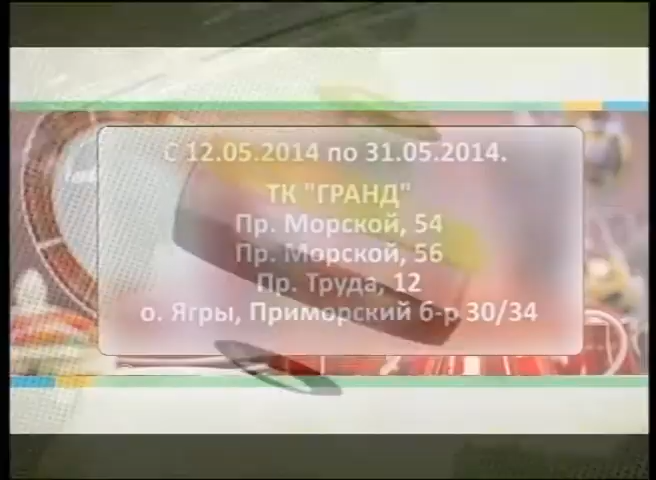 С 12.05.2014 по 31.05.2014.
ТК "ГРАНД"
Пр. Морской, 54
Пр. Морской, 56
Пр. Труда, 12
о. Ягры, Приморский б-р 30/34